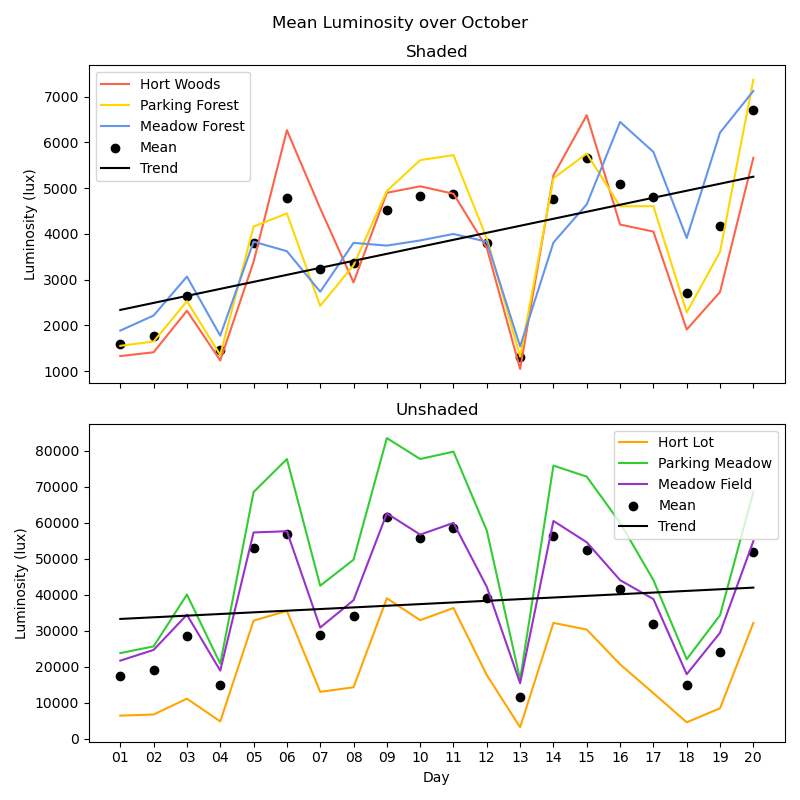 Mean Luminosity over October
Shaded
Hort Woods
Parking Forest
Meadow Forest
Mean
Trend
Luminosity (lux)
7000
6000
5000
4000
3000
2000
1000
Unshaded
Hort Lot
Parking Meadow
Meadow Field
Mean
Trend
Luminosity (lux)
80000
70000
60000
50000
40000
30000
20000
10000
0
01 02 03 04 05 06 07 08 09 10 11 12 13 14 15 16 17 18 19 20
Day